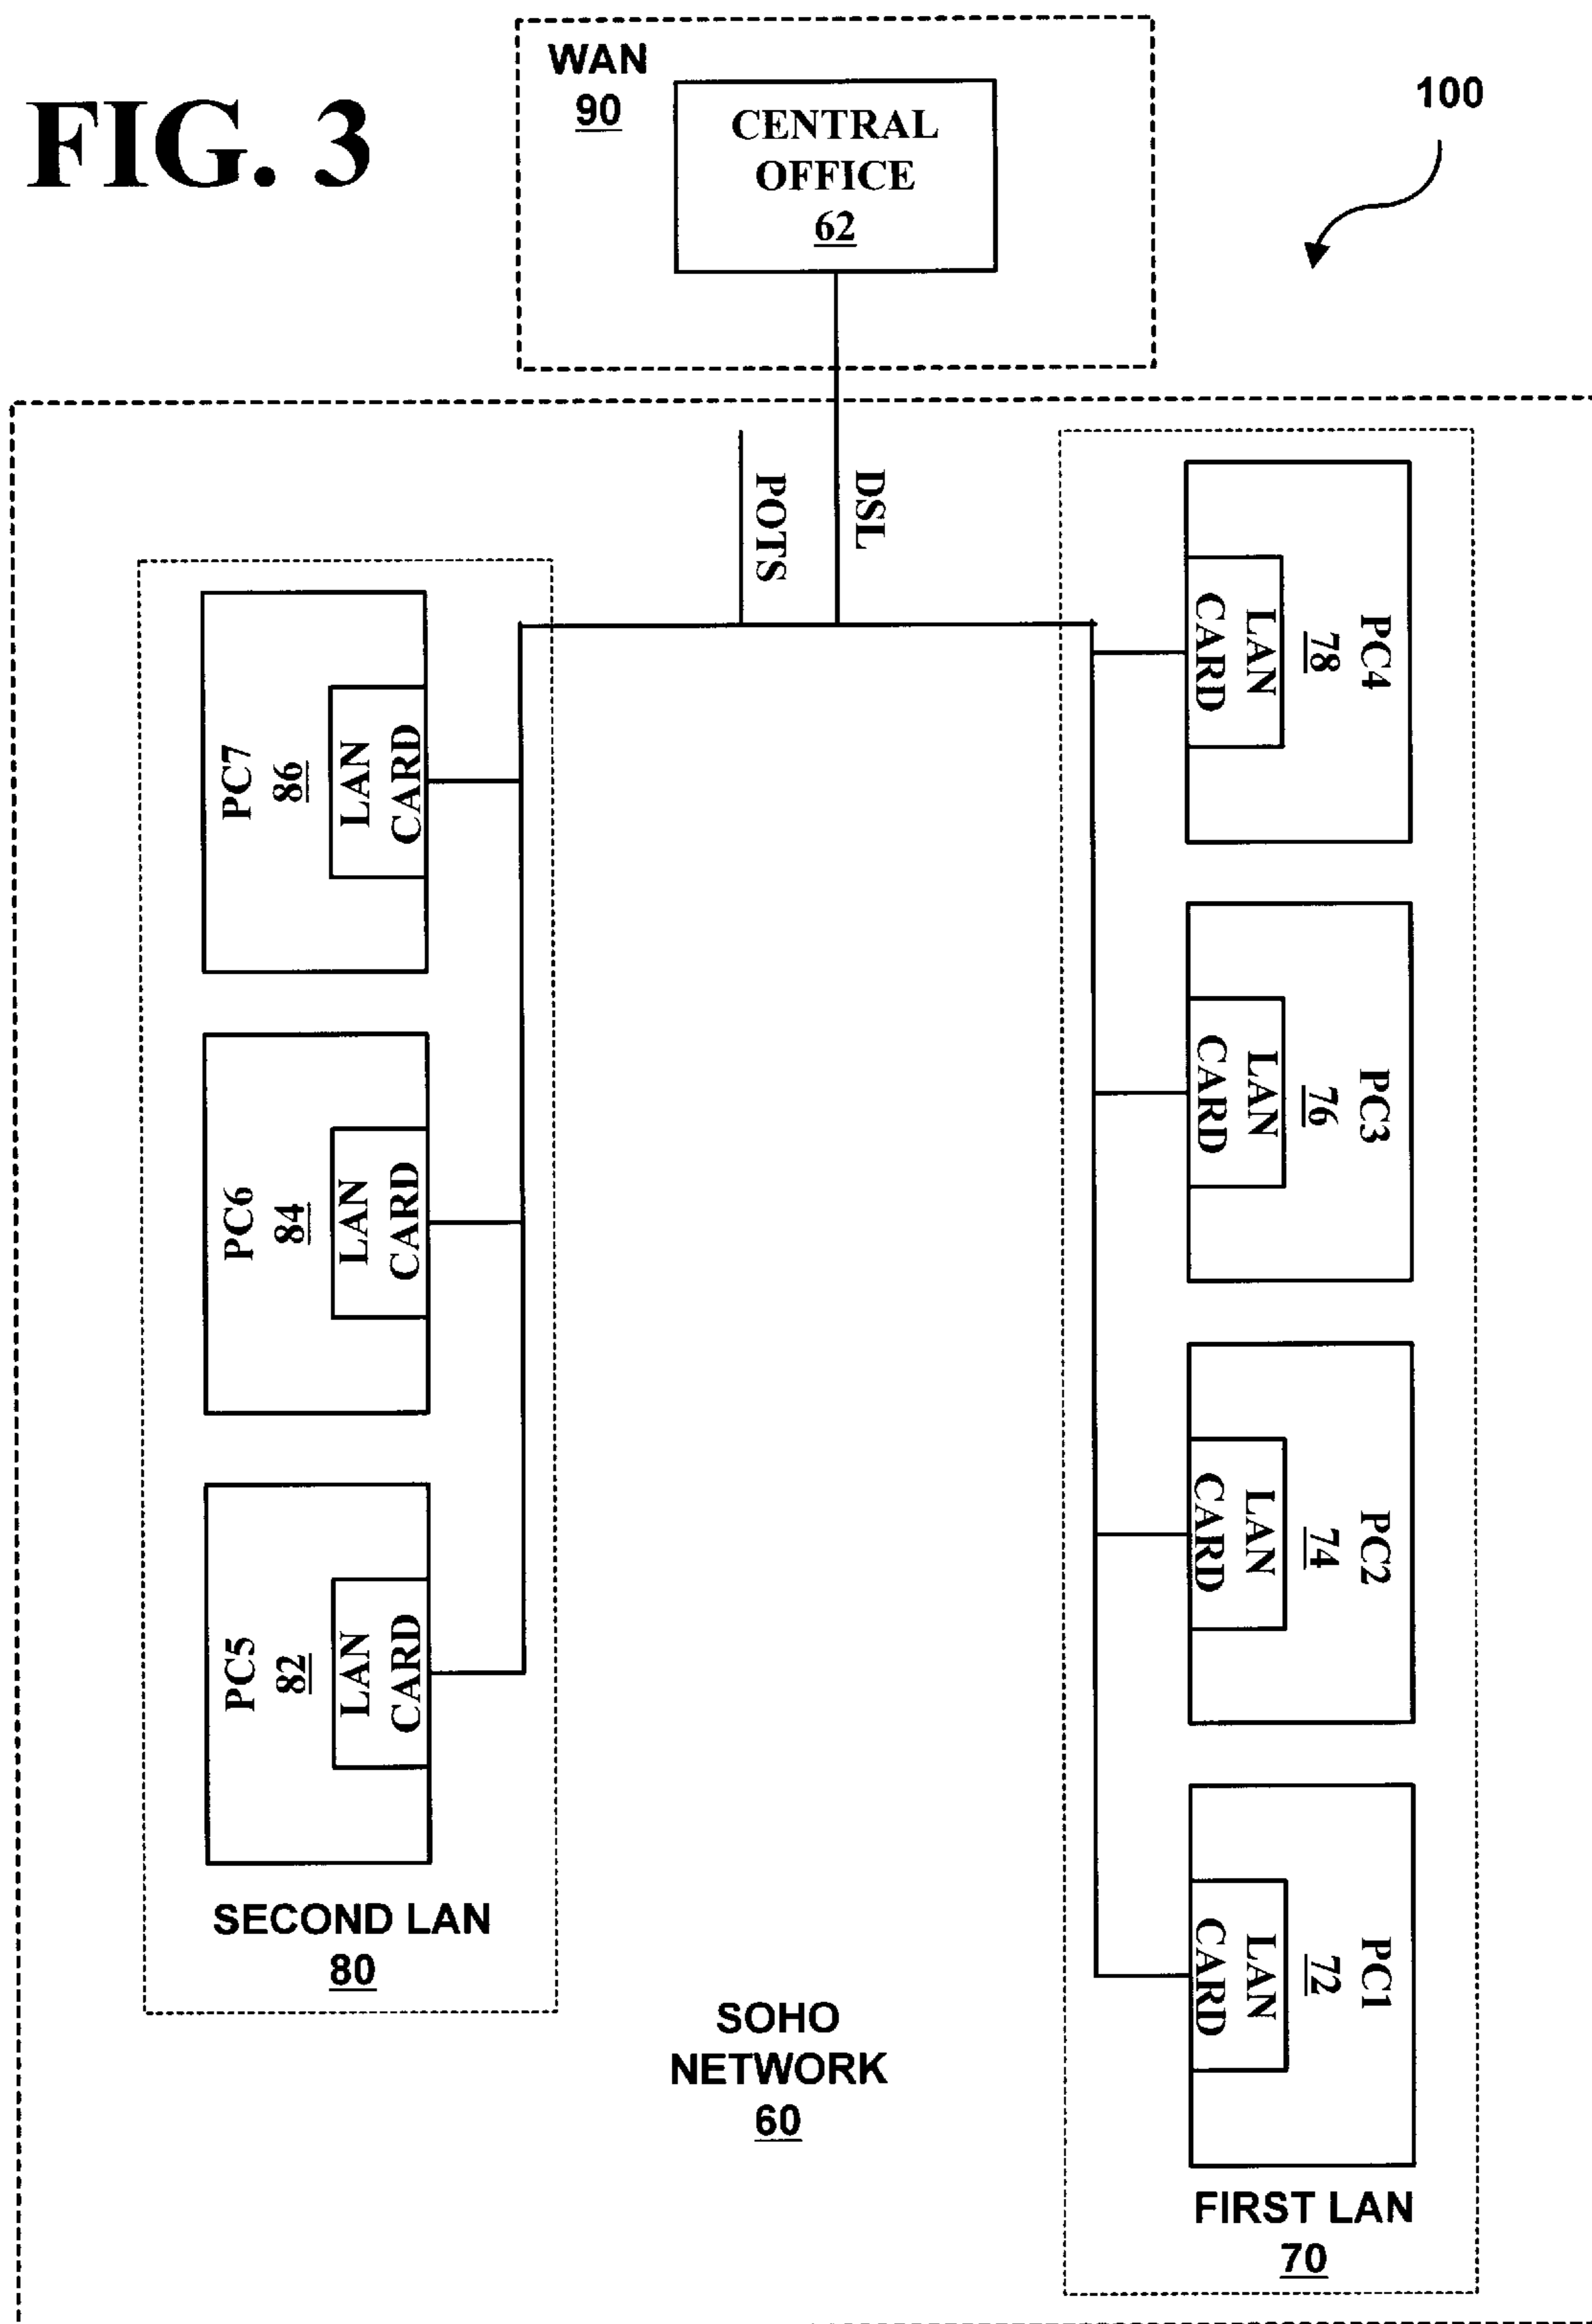 FIG. 3
WAN
90
CENTRAL
OFFICE
62
100
DSL
POTS
PC4
78
LAN
CARD
PC3
76
LAN
CARD
PC2
74
LAN
CARD
PC1
72
LAN
CARD
FIRST LAN
70
PC7
86
LAN
CARD
PC6
84
LAN
CARD
PC5
82
LAN
CARD
SECOND LAN
80
SOHO
NETWORK
60